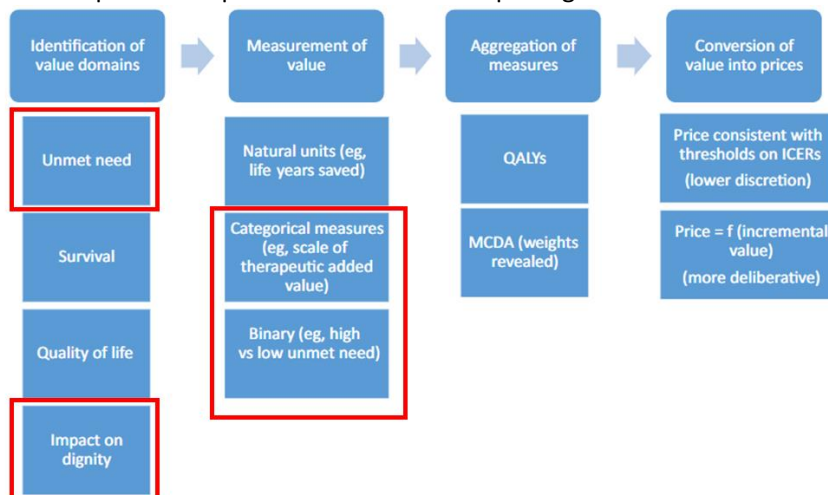 Identification of
value domains
Measurement of
value
Aggregation of
measures
Conversion of
value into prices
Unmet need
Survival
Quality of life
Impact on
dignity
Natural units (eg,
life years saved)
Categorical measures
(eg, scale of
therapeutic added
value)
Binary (eg, high
vs low unmet need)
QALYs
MCDA (weights
revealed)
Price consistent with
thresholds on ICERs
(lower discretion)
Price = f (incremental
value)
(more deliberative)